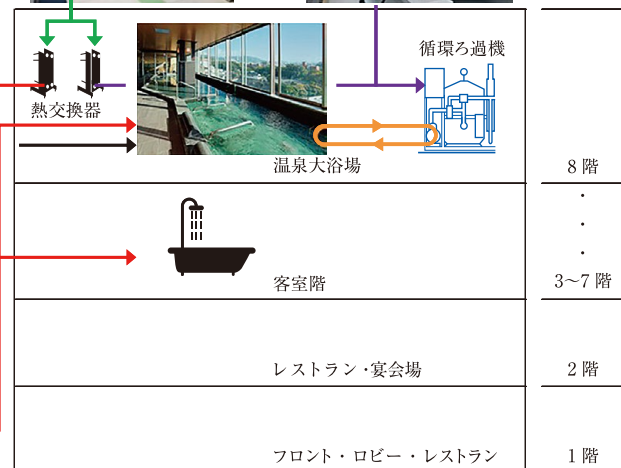 循環ろ過機
熱交換器
温泉大浴場
8階
・
・
・
客室階
3〜7階
レストラン・宴会場
2階
フロント・ロビー・レストラン
1階